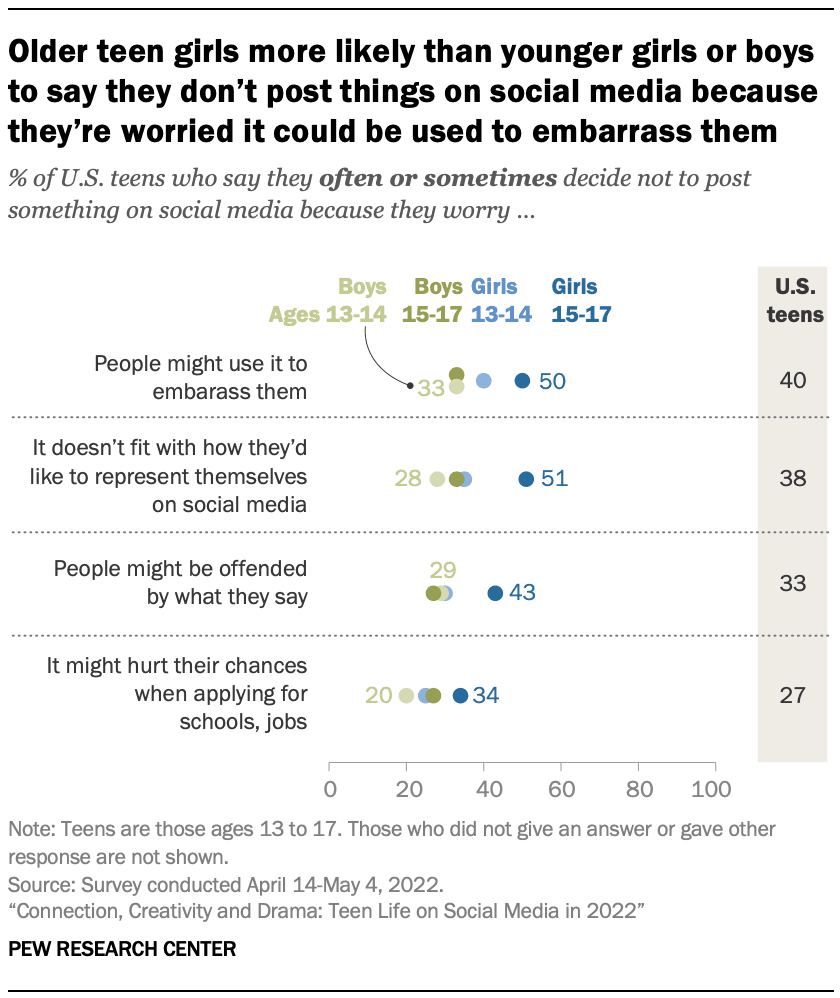 Older teen girls more likely than younger girls or boys
to say they don’t post things on social media because
they’re worried it could be used to embarrass them
% of U.S. teens who say they often or sometimes decide not to post
something on social media because they worry ...
Boys Boys Girls Girls U.S.
Ages 13-14 15-17 13-14 15-17 teens
People might use it to
embarass them
33 50 40
It doesn’t fit with how they’d
like to represent themselves
on social media
28 51 38
People might be offended
by what they say
29 43 33
It might hurt their chances
when applying for
schools, jobs
20 34 27
0 20 40 60 80 100
Note: Teens are those ages 13 to 17. Those who did not give an answer or gave other
response are not shown.
Source: Survey conducted April 14-May 4, 2022.
“Connection, Creativity and Drama: Teen Life on Social Media in 2022”
PEW RESEARCH CENTER